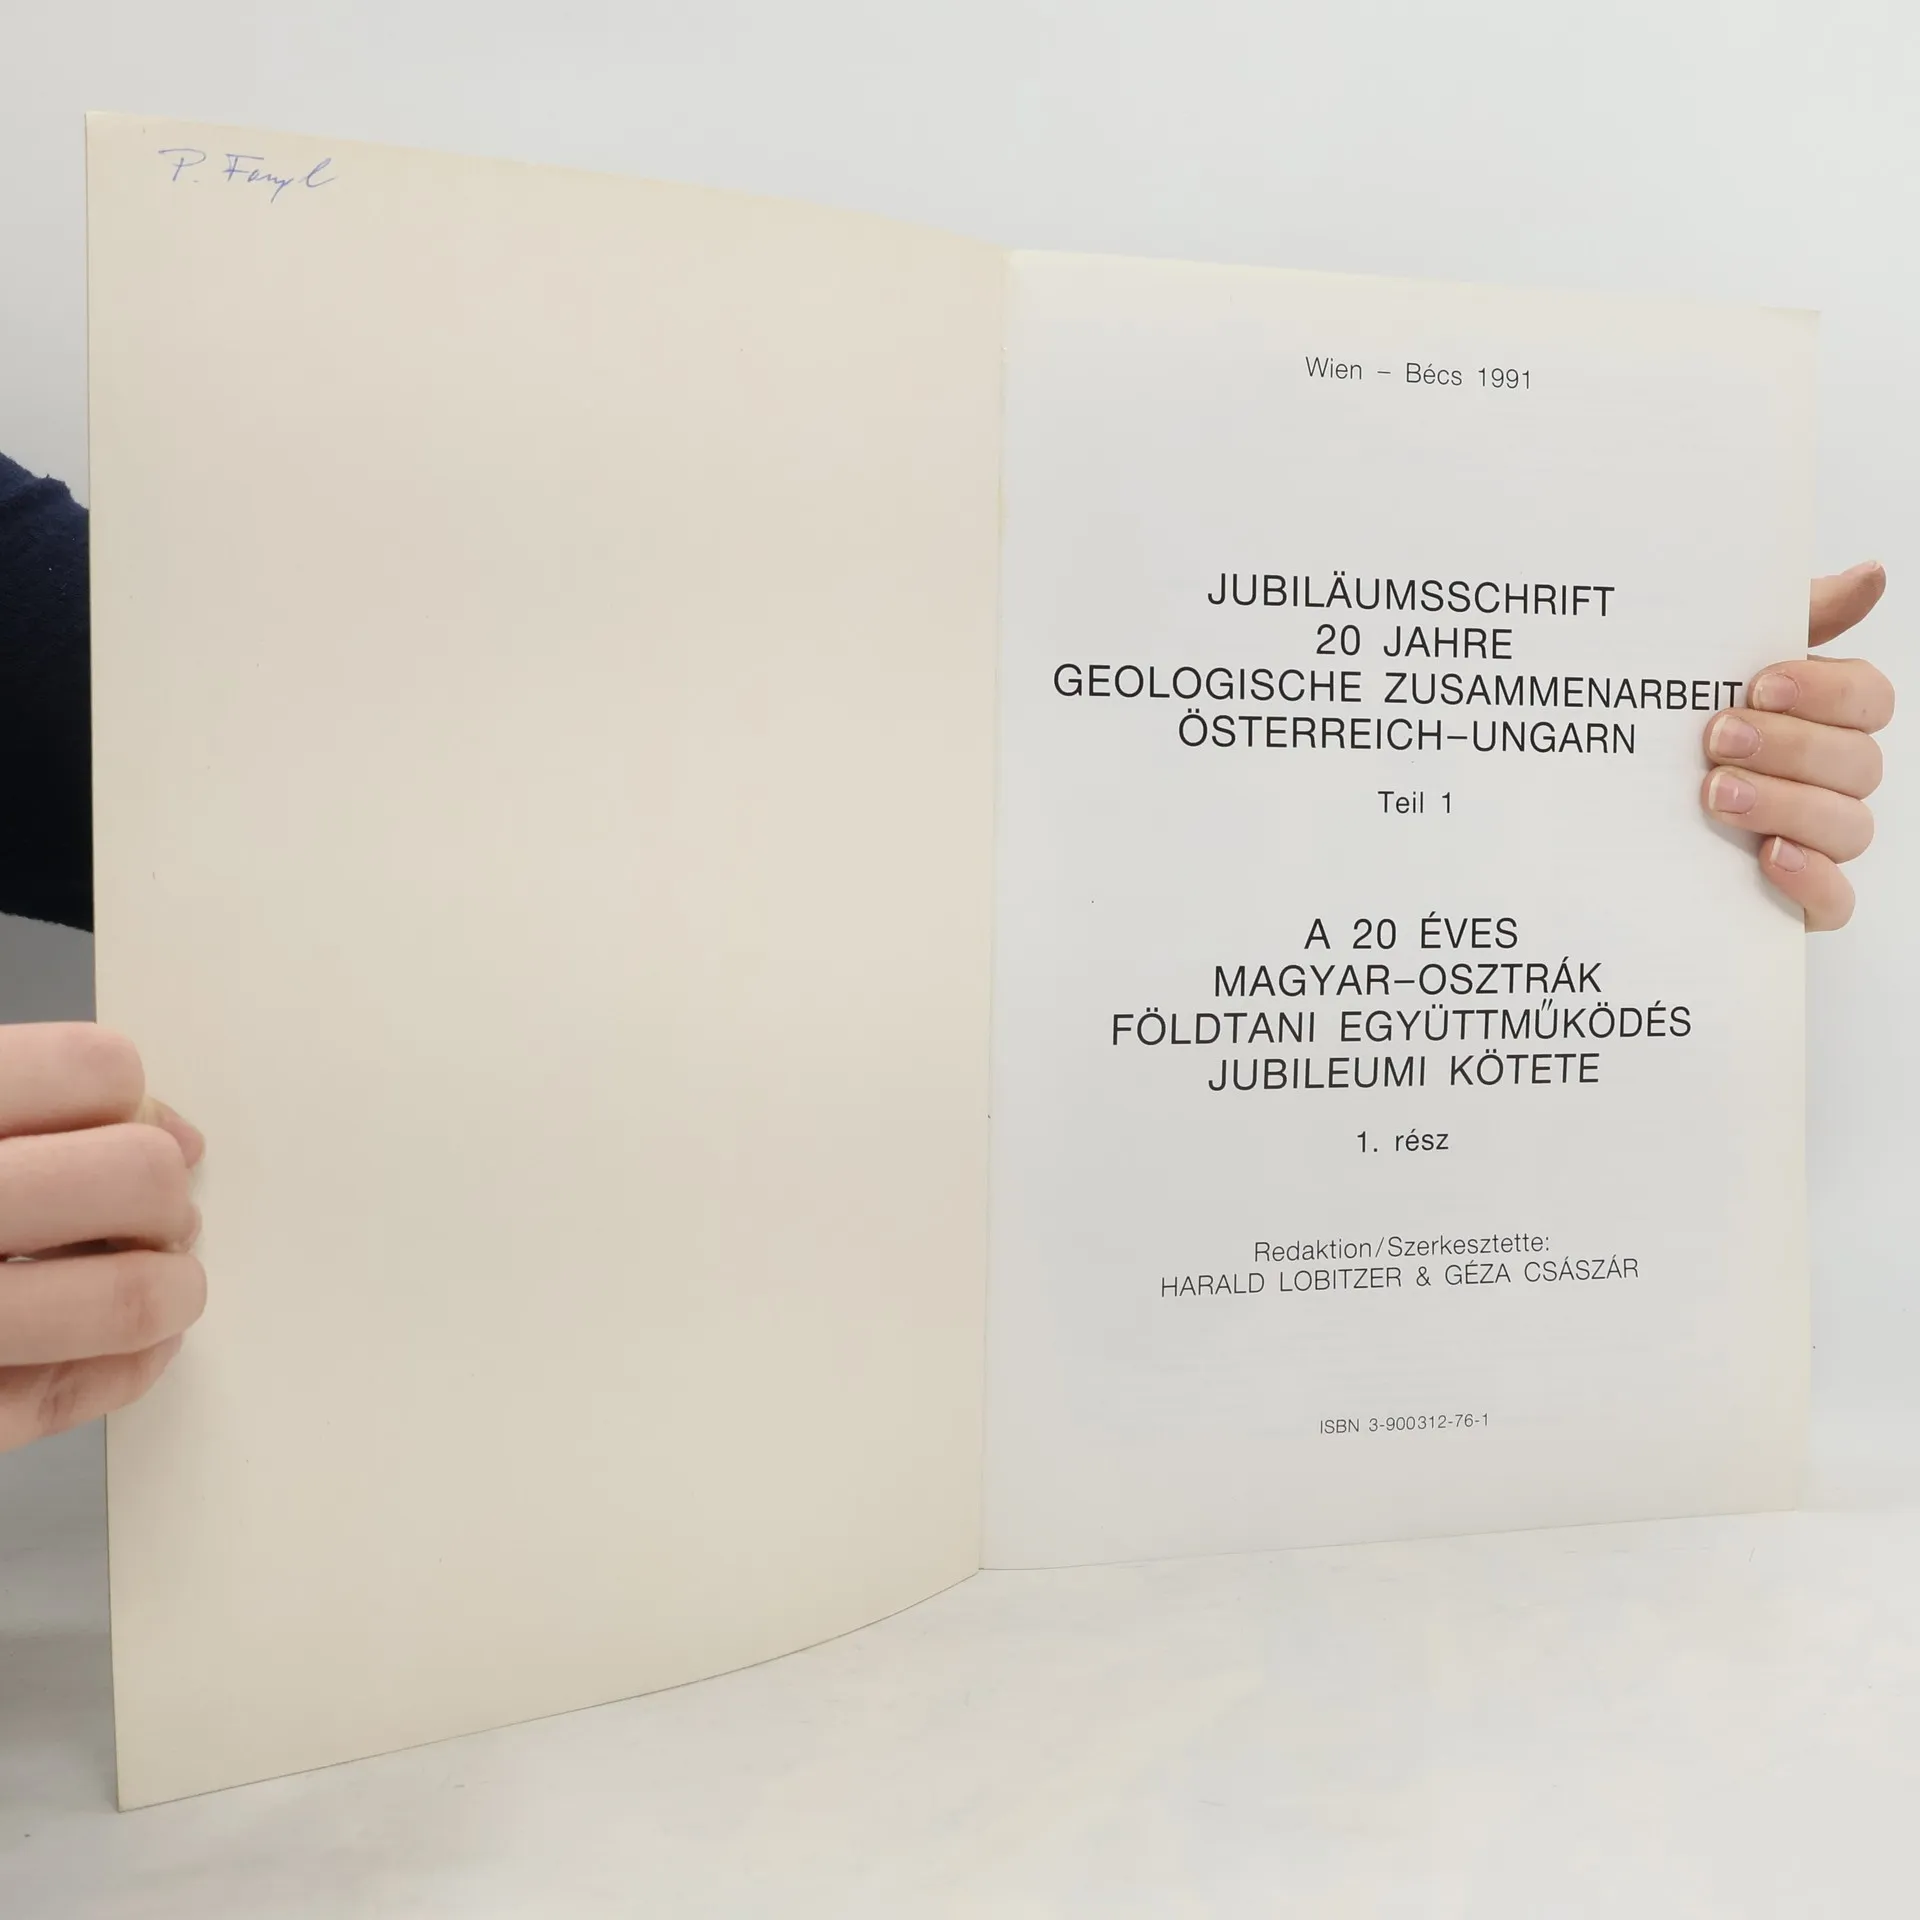 P.
Wien – Bécs 1991
JUBILÄUMSSCHRIFT
20 JAHRE
GEOLOGISCHE ZUSAMMENARBEIT
ÖSTERREICH–UNGARN
Teil 1
A 20 ÉVES
MAGYAR–OSZTRÁK
FÖLDTANI EGYÜTTMŰKÖDÉS
JUBILEUMI KÖTETE
1. rész
Redaktion/Szerkesztette:
HARALD LOBITZER & GÉZA CSÁSZÁR
ISBN 3-900312-76-1